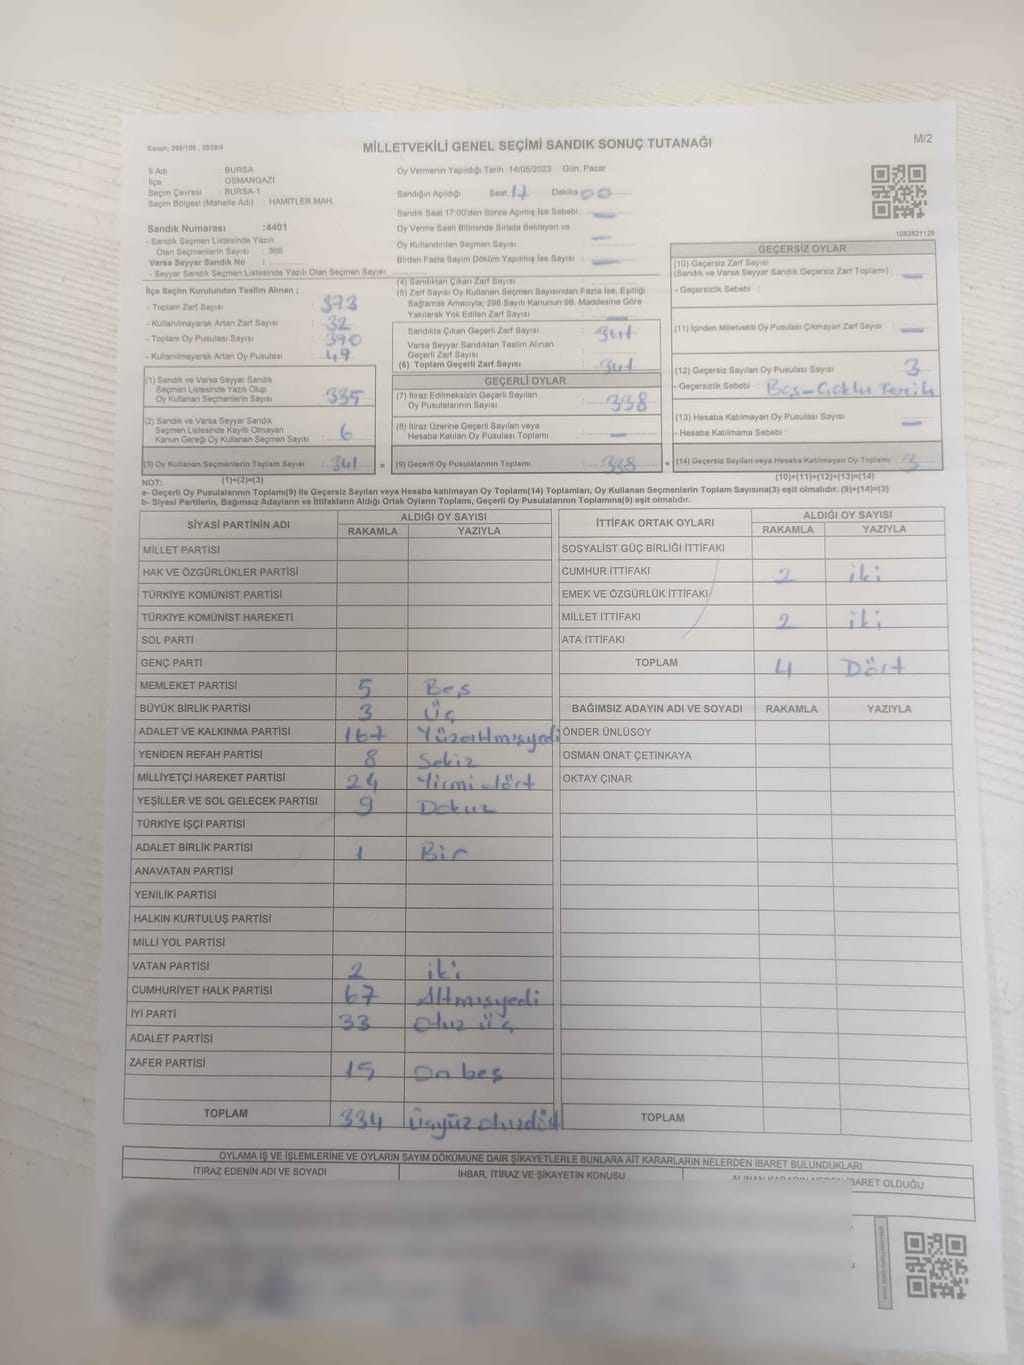 Kanun: 298/105 , 2839/4
MİLLETVEKİLİ GENEL SEÇİMİ SANDIK SONUÇ TUTANAĞI
M/2
İl Adı : BURSA
İlçe : OSMANGAZİ
Seçim Çevresi : BURSA-1
Seçim Bölgesi (Mahalle Adı) : HAMİTLER MAH.
Sandık Numarası :4401
- Sandık Seçmen Listesinde Yazılı
Olan Seçmenlerin Sayısı : 366
Varsa Seyyar Sandık No :
- Seyyar Sandık Seçmen Listesinde Yazılı Olan Seçmen Sayısı:
Oy Vermenin Yapıldığı Tarih :14/05/2023 Gün: Pazar
Sandığın Açıldığı Saat: 17 Dakika 00
Sandık Saat 17:00'den Sonra Açılmış İse Sebebi : —
Oy Verme Saati Bitiminde Sırada Bekleyen ve
Oy Kullandırılan Seçmen Sayısı : —
Birden Fazla Sayım Döküm Yapılmış İse Sayısı : —
1083821125
İlçe Seçim Kurulundan Teslim Alınan ;
- Toplam Zarf Sayısı : 373
- Kullanılmayarak Artan Zarf Sayısı : 32
- Toplam Oy Pusulası Sayısı : 390
- Kullanılmayarak Artan Oy Pusulası : 49
(1) Sandık ve Varsa Seyyar Sandık
Seçmen Listesinde Yazılı Olup
Oy Kullanan Seçmenlerin Sayısı : 335
(2) Sandık ve Varsa Seyyar Sandık
Seçmen Listesinde Kayıtlı Olmayan
Kanun Gereği Oy Kullanan Seçmen Sayısı : 6
(3) Oy Kullanan Seçmenlerin Toplam Sayısı : 341
(1)+(2)=(3)
(4) Sandıktan Çıkan Zarf Sayısı :
(5) Zarf Sayısı Oy Kullanan Seçmen Sayısından Fazla İse, Eşitliği
Bağlamak Amacıyla; 298 Sayılı Kanunun 98. Maddesine Göre
Yakılarak Yok Edilen Zarf Sayısı : —
Sandıkta Çıkan Geçerli Zarf Sayısı : 341
Varsa Seyyar Sandıktan Teslim Alınan
Geçerli Zarf Sayısı :
(6) Toplam Geçerli Zarf Sayısı : 341
GEÇERLİ OYLAR
(7) İtiraz Edilmeksizin Geçerli Sayılan
Oy Pusulalarının Sayısı : 338
(8) İtiraz Üzerine Geçerli Sayılan veya
Hesaba Katılan Oy Pusulası Toplamı : —
= (9) Geçerli Oy Pusulalarının Toplamı : 338
GEÇERSİZ OYLAR
(10) Geçersiz Zarf Sayısı
(Sandık ve Varsa Seyyar Sandık Geçersiz Zarf Toplamı) : —
- Geçersizlik Sebebi :
(11) İçinden Milletvekili Oy Pusulası Çıkmayan Zarf Sayısı : —
(12) Geçersiz Sayılan Oy Pusulası Sayısı : 3
- Geçersizlik Sebebi : Boş-Çoklu Tercih
(13) Hesaba Katılmayan Oy Pusulası Sayısı : —
- Hesaba Katılmama Sebebi :
+ (14) Geçersiz Sayılan veya Hesaba Katılmayan Oy Toplamı : 3
(10)+(11)+(12)+(13)=(14)
NOT:
a- Geçerli Oy Pusulalarının Toplamı(9) ile Geçersiz Sayılan veya Hesaba katılmayan Oy Toplamı(14) Toplamları, Oy Kullanan Seçmenlerin Toplam Sayısına(3) eşit olmalıdır. (9)+(14)=(3)
b- Siyasi Partilerin, Bağımsız Adayların ve İttifakların Aldığı Ortak Oyların Toplamı, Geçerli Oy Pusulalarının Toplamına(9) eşit olmalıdır.
SİYASİ PARTİNİN ADI ALDIĞI OY SAYISI
RAKAMLA YAZIYLA
MİLLET PARTİSİ
HAK VE ÖZGÜRLÜKLER PARTİSİ
TÜRKİYE KOMÜNİST PARTİSİ
TÜRKİYE KOMÜNİST HAREKETİ
SOL PARTİ
GENÇ PARTİ
MEMLEKET PARTİSİ 5 Beş
BÜYÜK BİRLİK PARTİSİ 3 Üç
ADALET VE KALKINMA PARTİSİ 167 Yüzaltmışyedi
YENİDEN REFAH PARTİSİ 8 Sekiz
MİLLİYETÇİ HAREKET PARTİSİ 24 Yirmi dört
YEŞİLLER VE SOL GELECEK PARTİSİ 9 Dokuz
TÜRKİYE İŞÇİ PARTİSİ
ADALET BİRLİK PARTİSİ 1 Bir
ANAVATAN PARTİSİ
YENİLİK PARTİSİ
HALKIN KURTULUŞ PARTİSİ
MİLLİ YOL PARTİSİ
VATAN PARTİSİ 2 iki
CUMHURİYET HALK PARTİSİ 67 Altmışyedi
İYİ PARTİ 33 Otuz üç
ADALET PARTİSİ
ZAFER PARTİSİ 15 On beş
TOPLAM 334 Üçyüzotuzdört
İTTİFAK ORTAK OYLARI ALDIĞI OY SAYISI
RAKAMLA YAZIYLA
SOSYALİST GÜÇ BİRLİĞİ İTTİFAKI
CUMHUR İTTİFAKI 2 iki
EMEK VE ÖZGÜRLÜK İTTİFAKI
MİLLET İTTİFAKI 2 iki
ATA İTTİFAKI
TOPLAM 4 Dört
BAĞIMSIZ ADAYIN ADI VE SOYADI RAKAMLA YAZIYLA
ÖNDER ÜNLÜSOY
OSMAN ONAT ÇETİNKAYA
OKTAY ÇINAR
TOPLAM
OYLAMA İŞ VE İŞLEMLERİNE VE OYLARIN SAYIM DÖKÜMÜNE DAİR ŞİKAYETLERLE BUNLARA AİT KARARLARIN NELERDEN İBARET BULUNDUKLARI
İTİRAZ EDENİN ADI VE SOYADI İHBAR, İTİRAZ VE ŞİKAYETİN KONUSU ALINAN KARARIN NEDEN İBARET OLDUĞU